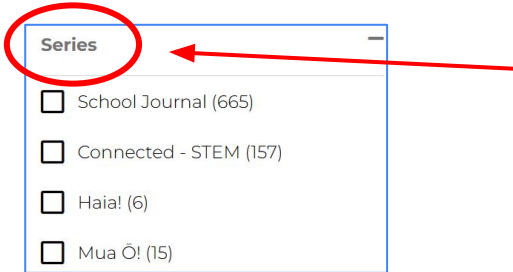 Series
School Journal (665)
Connected - STEM (157)
Haia! (6)
Mua Ō! (15)